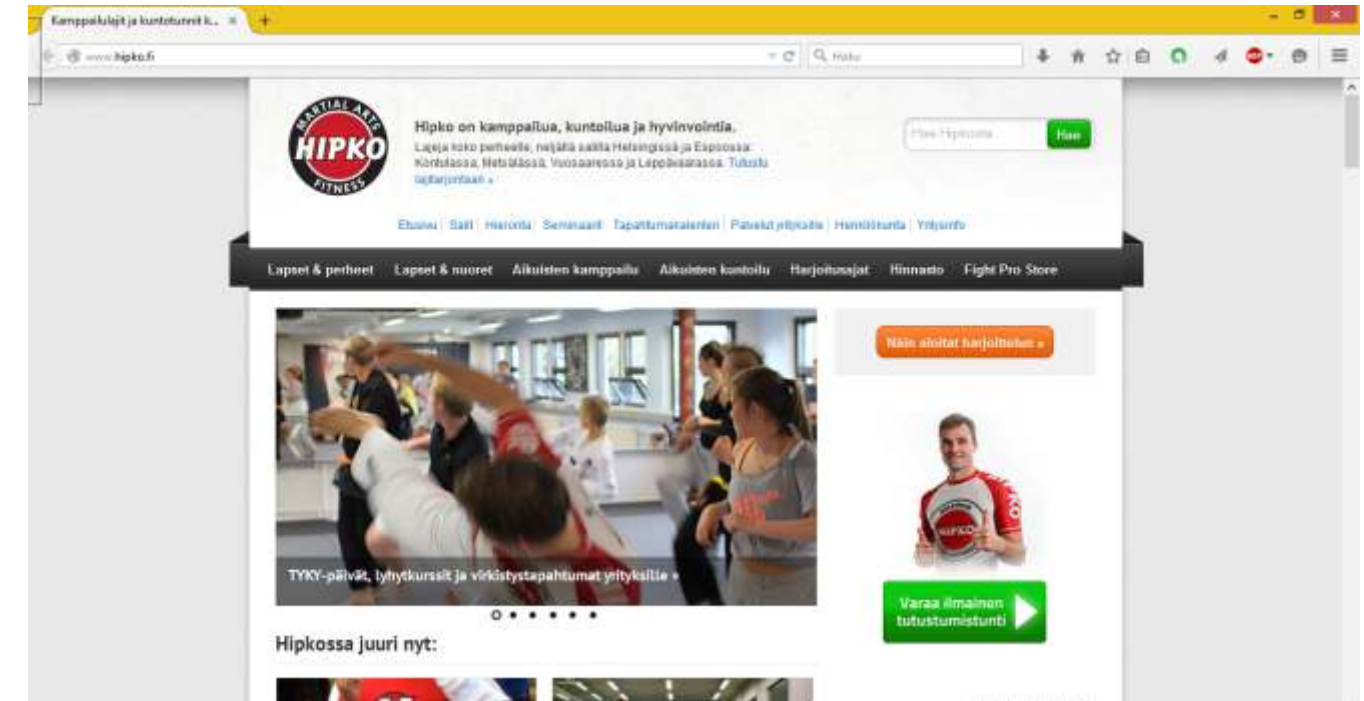 Kamppailulajit ja kuntotunnit k...
www.hipko.fi
Haku
MARTIAL ARTS
HIPKO
FITNESS
Hipko on kamppailua, kuntoilua ja hyvinvointia.
Lajeja koko perheelle, neljällä salilla Helsingissä ja Espoossa:
Kontulassa, Metsälässä, Vuosaaressa ja Leppävaarassa. Tutustu
lajitarjontaan »
Hae Hipkosta
Hae
Etusivu Salit Hieronta Seminaarit Tapahtumakalenteri Palvelut yrityksille Henkilökunta Yritysinfo
Lapset & perheet Lapset & nuoret Aikuisten kamppailu Aikuisten kuntoilu Harjoitusajat Hinnasto Fight Pro Store
Näin aloitat harjoittelun »
HIPKO
TYKY-päivät, lyhytkurssit ja virkistystapahtumat yrityksille »
Varaa ilmainen
tutustumistunti
Hipkossa juuri nyt: